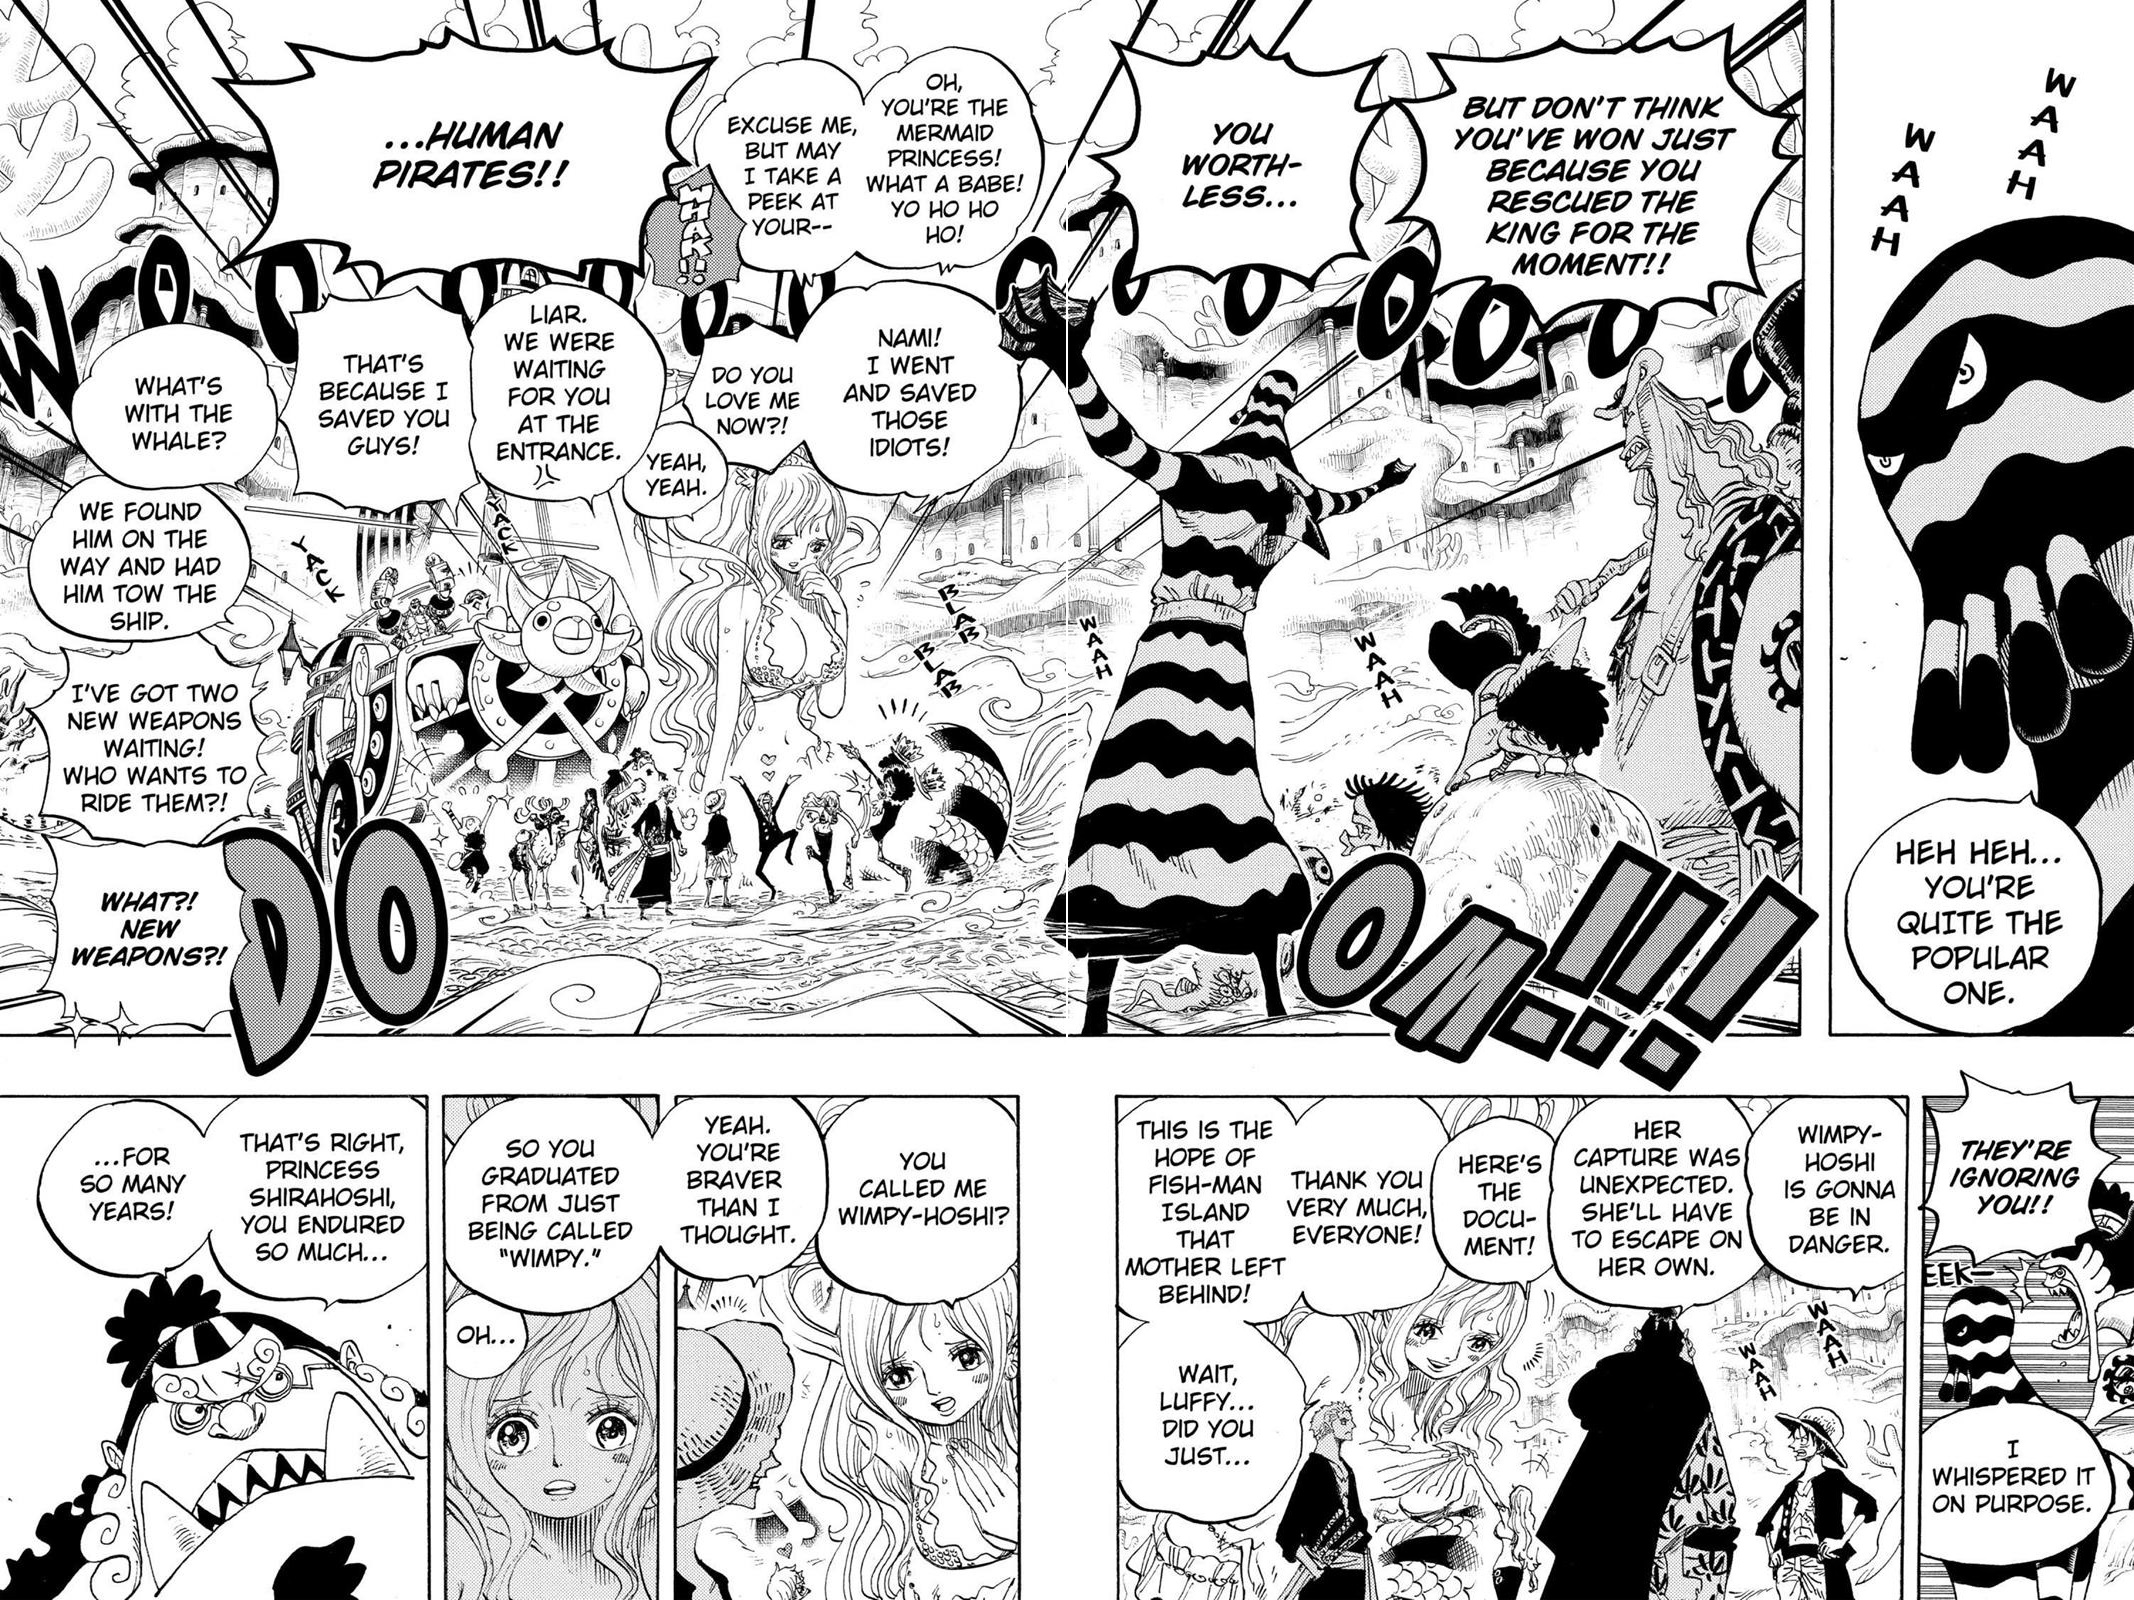 WAAH
WAAH
HEH HEH...
YOU'RE
QUITE THE
POPULAR
ONE.
BUT DON'T THINK
YOU'VE WON JUST
BECAUSE YOU
RESCUED THE
KING FOR THE
MOMENT!!
YOU
WORTH-
LESS...
...HUMAN
PIRATES!!
OH,
YOU'RE THE
MERMAID
PRINCESS!
WHAT A BABE!
YO HO HO
HO!
EXCUSE ME,
BUT MAY
I TAKE A
PEEK AT
YOUR--
WHAK!!
NAMI!
I WENT
AND SAVED
THOSE
IDIOTS!
DO YOU
LOVE ME
NOW?!
YEAH,
YEAH.
LIAR.
WE WERE
WAITING
FOR YOU
AT THE
ENTRANCE.
THAT'S
BECAUSE I
SAVED YOU
GUYS!
WHAT'S
WITH THE
WHALE?
WE FOUND
HIM ON THE
WAY AND HAD
HIM TOW THE
SHIP.
I'VE GOT TWO
NEW WEAPONS
WAITING!
WHO WANTS TO
RIDE THEM?!
WHAT?!
NEW
WEAPONS?!
YACK
YACK
BLAB
BLAB
WAAH
WAAH
WOOOOOOOOO
DOOM!!!
THEY'RE
IGNORING
YOU!!
EEK—
I
WHISPERED IT
ON PURPOSE.
WIMPY-
HOSHI
IS GONNA
BE IN
DANGER.
HER
CAPTURE WAS
UNEXPECTED.
SHE'LL HAVE
TO ESCAPE ON
HER OWN.
HERE'S
THE
DOCU-
MENT!
THANK YOU
VERY MUCH,
EVERYONE!
THIS IS THE
HOPE OF
FISH-MAN
ISLAND
THAT
MOTHER LEFT
BEHIND!
WAIT,
LUFFY...
DID YOU
JUST...
WAAAH
WAAH
YOU
CALLED ME
WIMPY-HOSHI?
YEAH.
YOU'RE
BRAVER
THAN I
THOUGHT.
SO YOU
GRADUATED
FROM JUST
BEING CALLED
"WIMPY."
OH...
THAT'S RIGHT,
PRINCESS
SHIRAHOSHI,
YOU ENDURED
SO MUCH...
...FOR
SO MANY
YEARS!